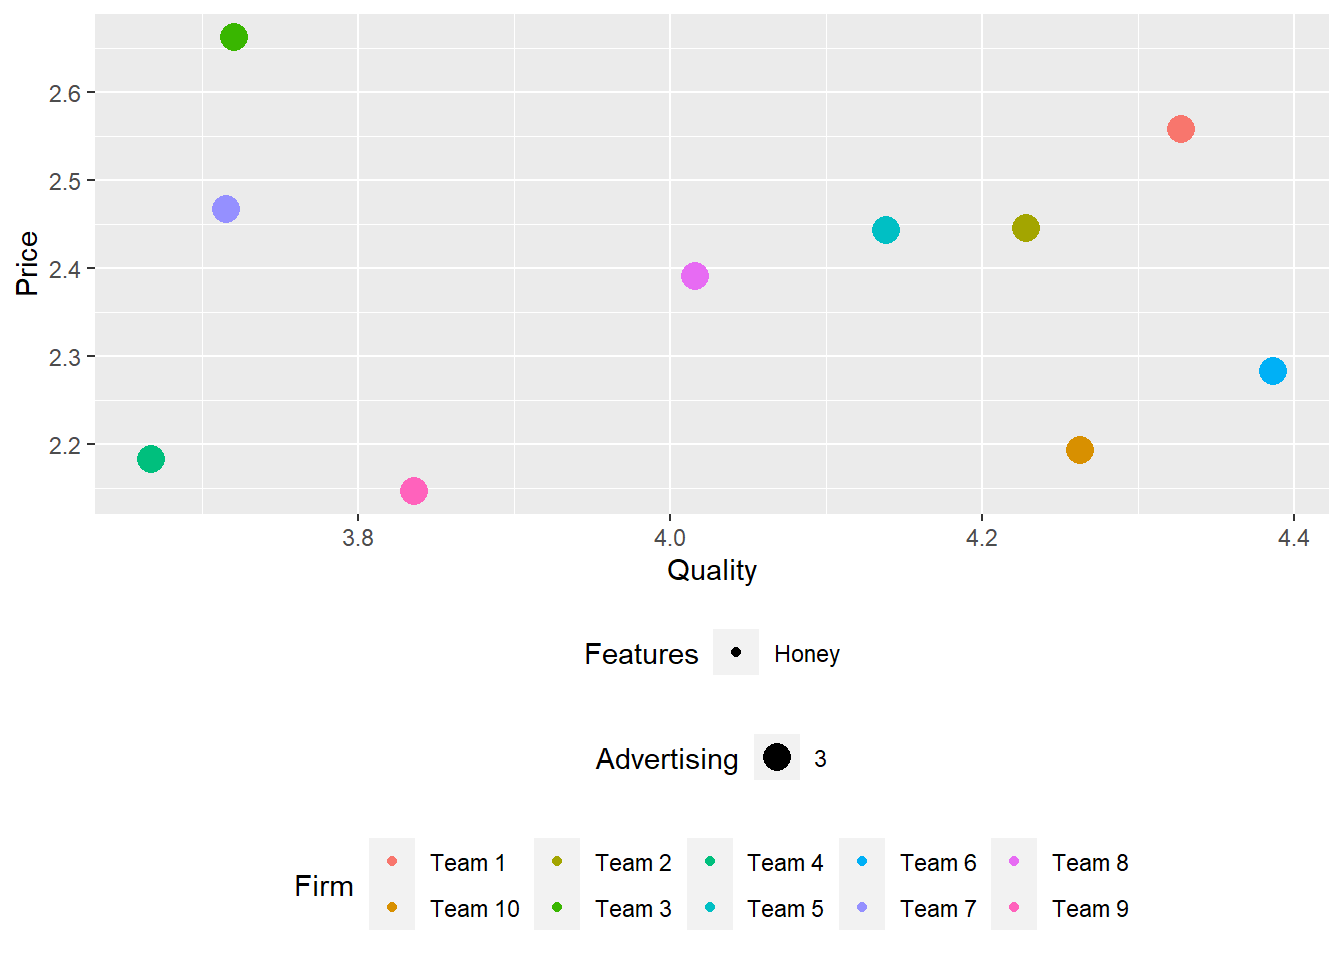 2.6
2.5
2.4
2.3
2.2
Price
3.8 4.0 4.2 4.4
Quality
Features Honey
Advertising 3
Team 1 Team 2 Team 4 Team 6 Team 8
Firm
Team 10 Team 3 Team 5 Team 7 Team 9